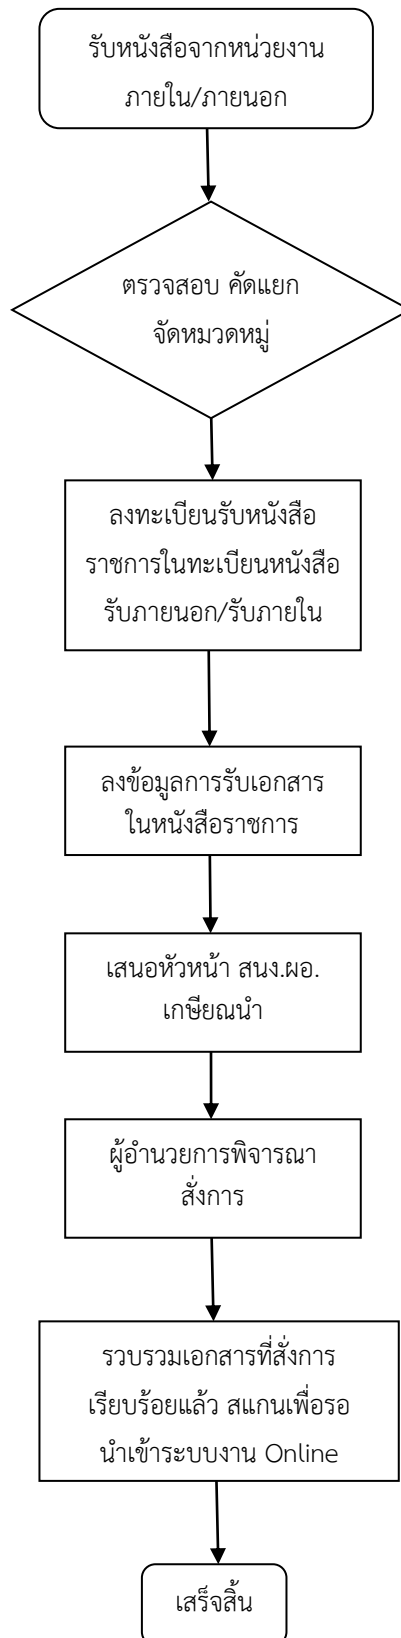 รับหนังสือจากหน่วยงาน
ภายใน/ภายนอก
ตรวจสอบ คัดแยก
จัดหมวดหมู่
ลงทะเบียนรับหนังสือ
ราชการในทะเบียนหนังสือ
รับภายนอก/รับภายใน
ลงข้อมูลการรับเอกสาร
ในหนังสือราชการ
เสนอหัวหน้า สนง.ผอ.
เกษียณนำ
ผู้อำนวยการพิจารณา
สั่งการ
รวบรวมเอกสารที่สั่งการ
เรียบร้อยแล้ว สแกนเพื่อรอ
นำเข้าระบบงาน Online
เสร็จสิ้น